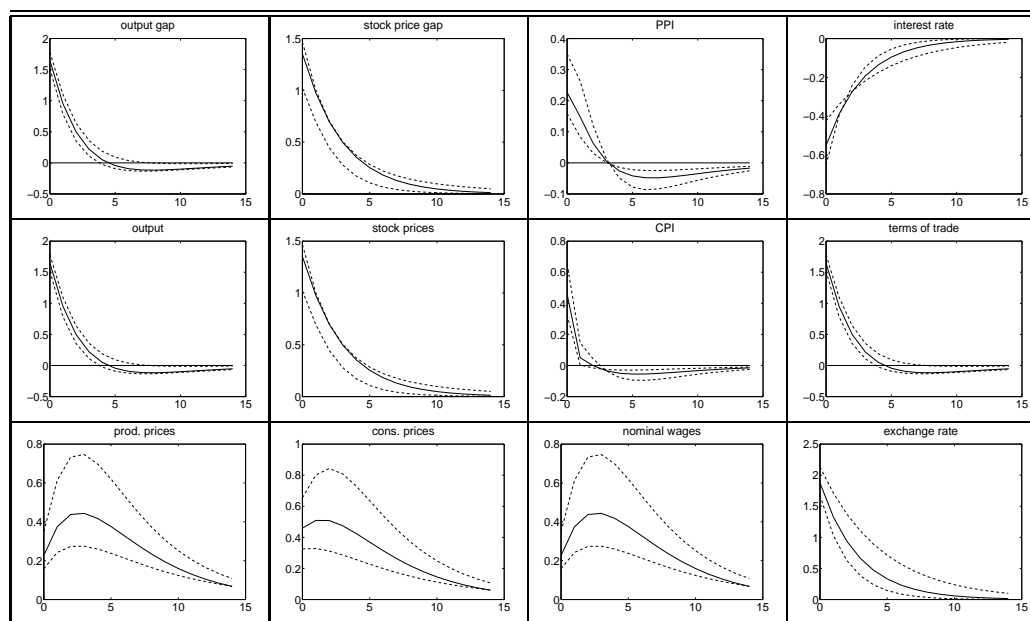 output gap
2
1.5
1
0.5
0
−0.5
0 5 10 15
stock price gap
1.5
1
0.5
0
0 5 10 15
PPI
0.4
0.3
0.2
0.1
0
−0.1
0 5 10 15
interest rate
0
−0.2
−0.4
−0.6
−0.8
0 5 10 15
output
2
1.5
1
0.5
0
−0.5
0 5 10 15
stock prices
1.5
1
0.5
0
0 5 10 15
CPI
0.8
0.6
0.4
0.2
0
−0.2
0 5 10 15
terms of trade
2
1.5
1
0.5
0
−0.5
0 5 10 15
prod. prices
0.8
0.6
0.4
0.2
0
0 5 10 15
cons. prices
1
0.8
0.6
0.4
0.2
0
0 5 10 15
nominal wages
0.8
0.6
0.4
0.2
0
0 5 10 15
exchange rate
2.5
2
1.5
1
0.5
0
0 5 10 15